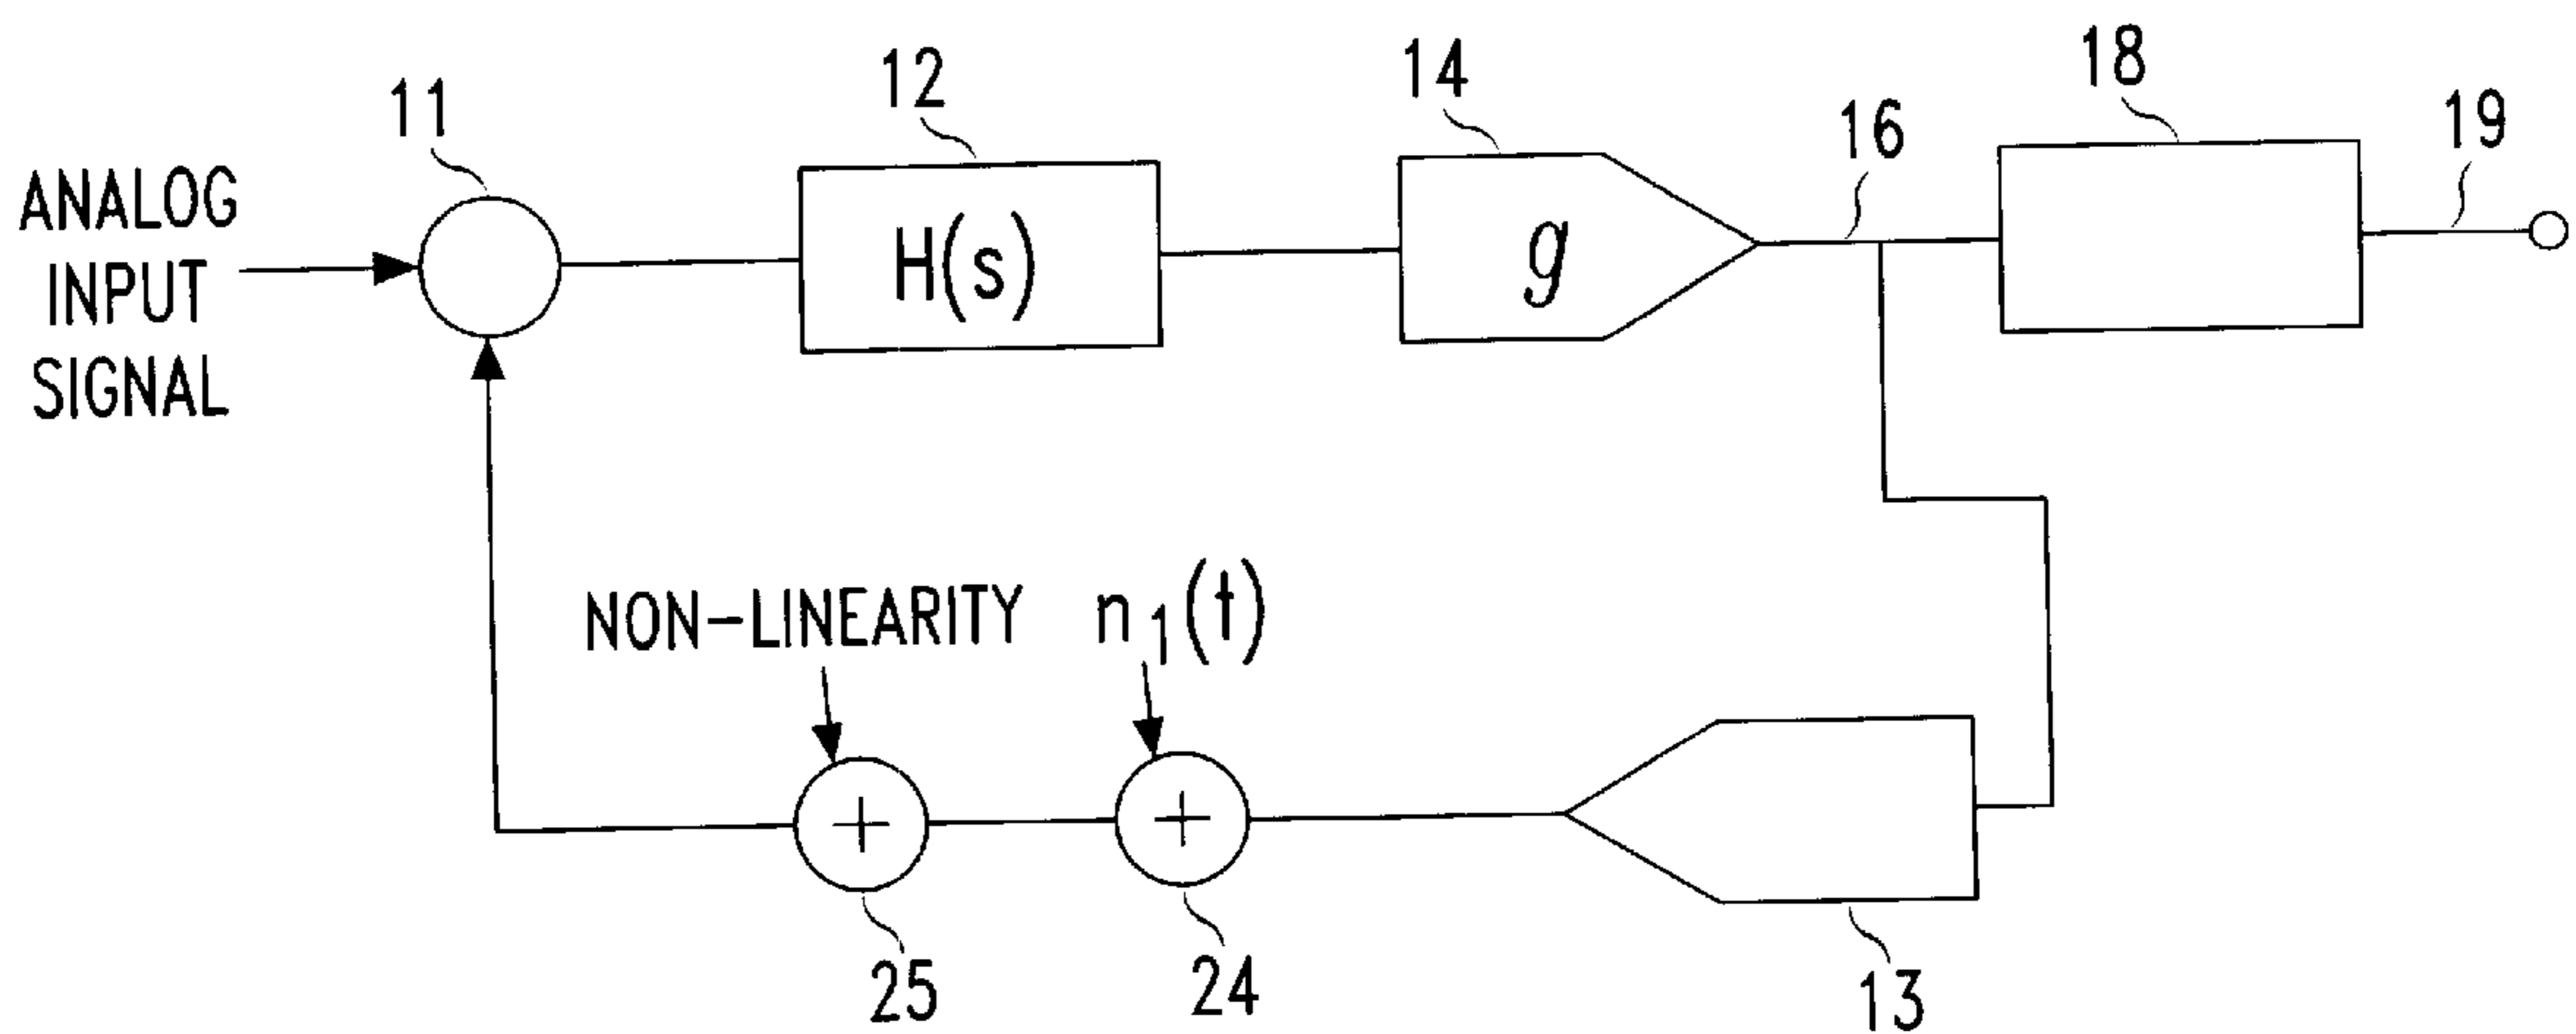 11
12
14
16
18
19
ANALOG
INPUT
SIGNAL
H(s)
g
NON-LINEARITY
n1(t)
+
+
25
24
13